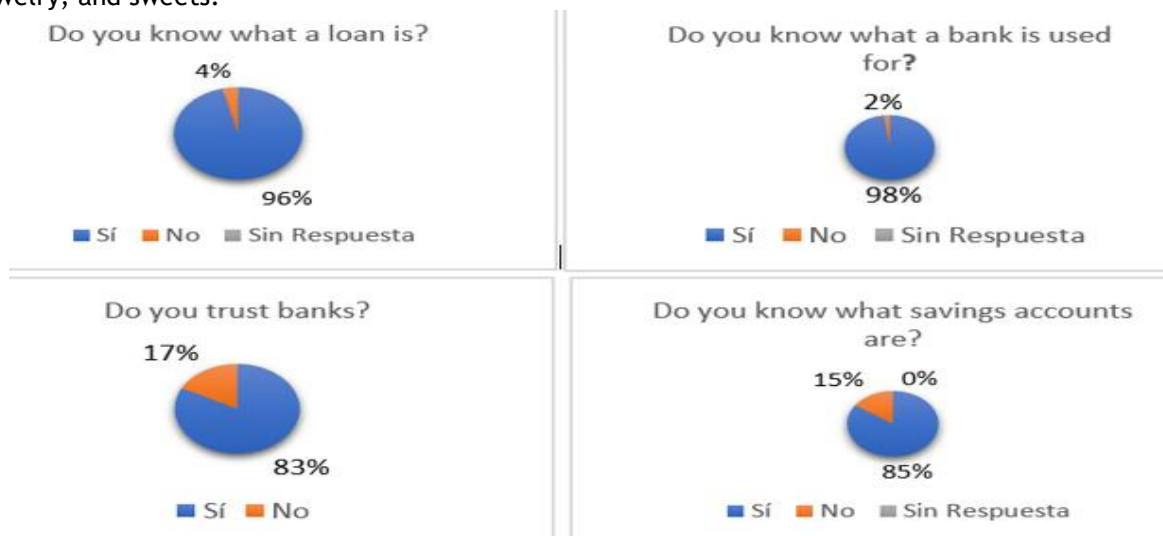 and sweets.
Do you know what a loan is?
4%
96%
Sí No Sin Respuesta
Do you know what a bank is used
for?
2%
98%
Sí No Sin Respuesta
Do you trust banks?
17%
83%
Sí No
Do you know what savings accounts
are?
15% 0%
85%
Sí No Sin Respuesta